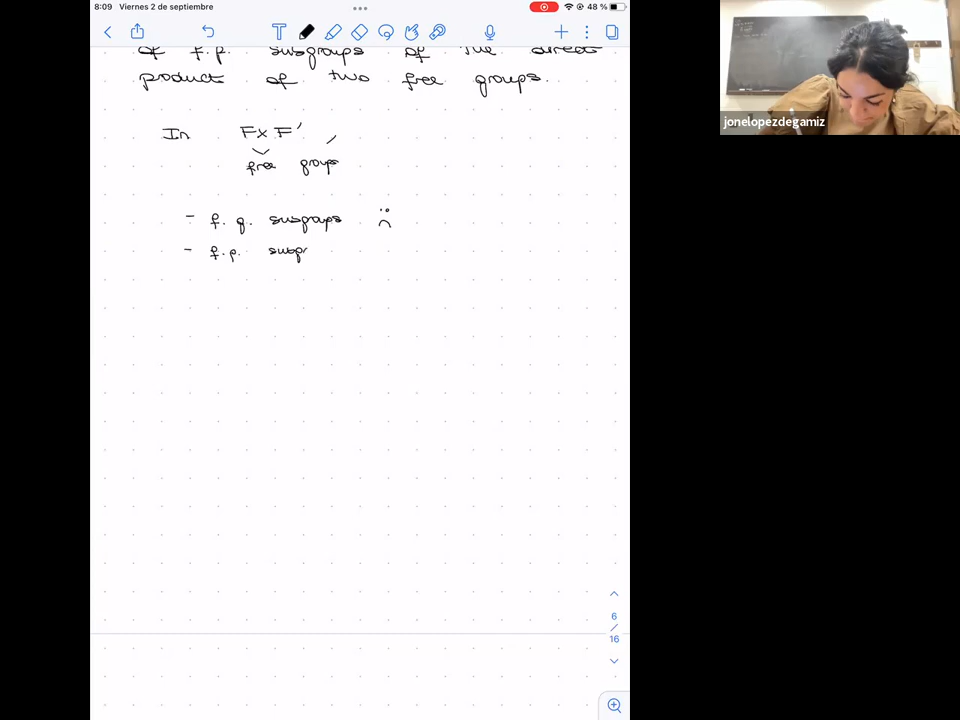 8:09 Viernes 2 de septiembre
48 %
of f.p. subgroups of the direct
product of two free groups.
In F x F'
free groups
- f. g. subgroups
- f.p. subgr
6
16
jonelopezdegamiz